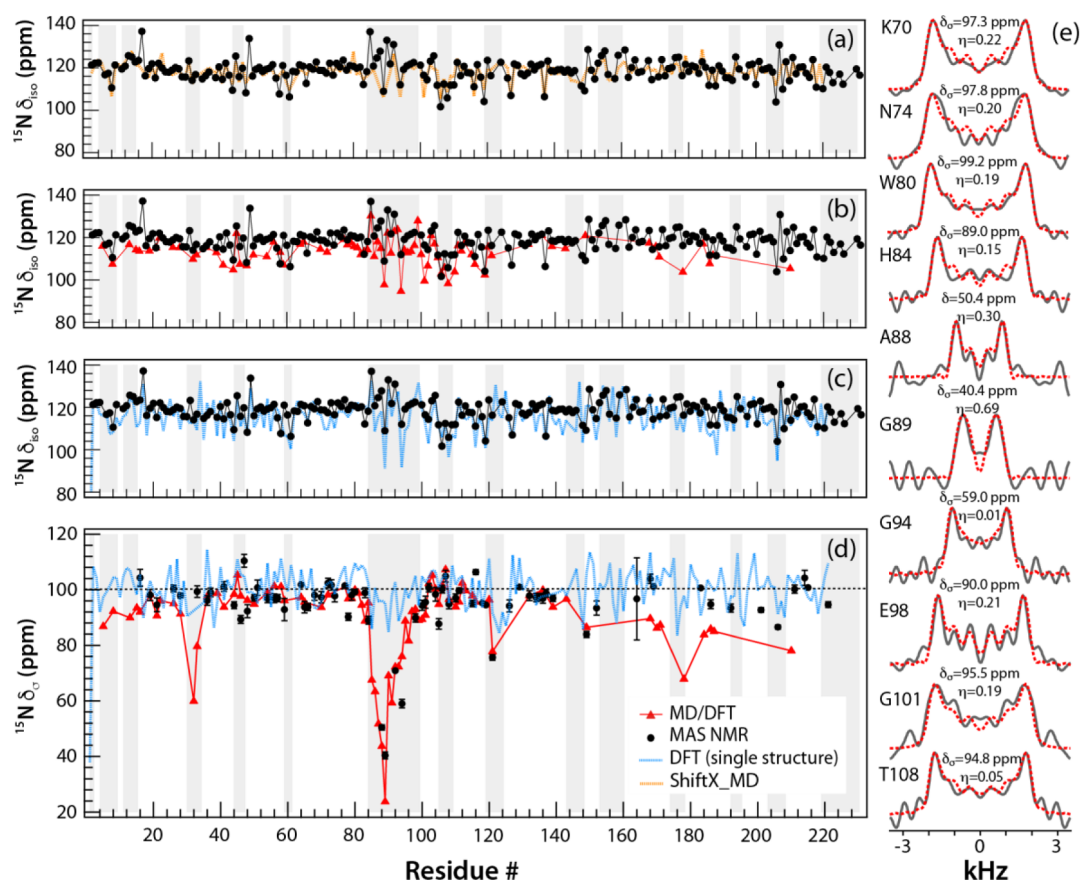 (a)
¹⁵N δiso (ppm)
140
120
100
80
(b)
¹⁵N δiso (ppm)
140
120
100
80
(c)
¹⁵N δiso (ppm)
140
120
100
80
(d)
¹⁵N δσ (ppm)
120
100
80
60
40
20
MD/DFT
MAS NMR
DFT (single structure)
ShiftX_MD
20 40 60 80 100 120 140 160 180 200 220
Residue #
(e)
K70
δσ=97.3 ppm
η=0.22
N74
δσ=97.8 ppm
η=0.20
W80
δσ=99.2 ppm
η=0.19
H84
δσ=89.0 ppm
η=0.15
A88
δ=50.4 ppm
η=0.30
G89
δσ=40.4 ppm
η=0.69
G94
δσ=59.0 ppm
η=0.01
E98
δσ=90.0 ppm
η=0.21
G101
δσ=95.5 ppm
η=0.19
T108
δσ=94.8 ppm
η=0.05
-3 0 3
kHz